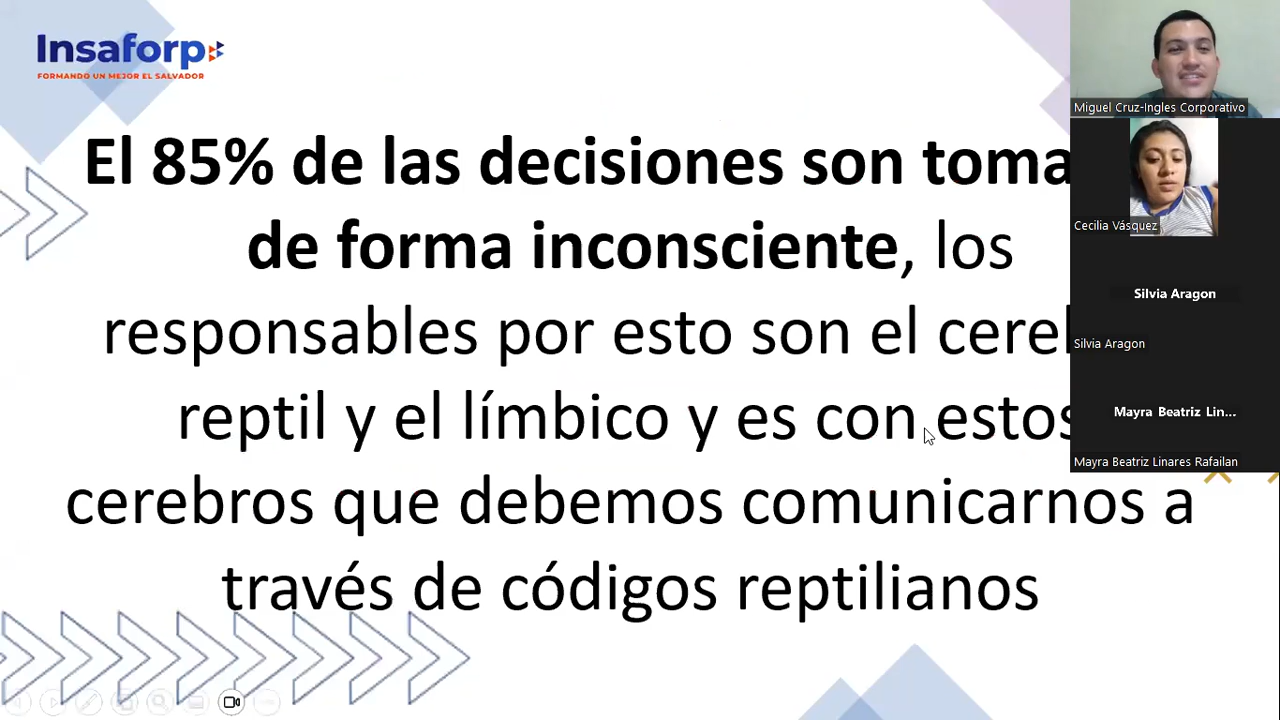 Insaforp
FORMANDO UN MEJOR EL SALVADOR
El 85% de las decisiones son toma
de forma inconsciente, los
responsables por esto son el cereb
reptil y el límbico y es con estos
cerebros que debemos comunicarnos a
través de códigos reptilianos
Miguel Cruz-Ingles Corporativo
Cecilia Vásquez
Silvia Aragon
Silvia Aragon
Mayra Beatriz Lin...
Mayra Beatriz Linares Rafailan